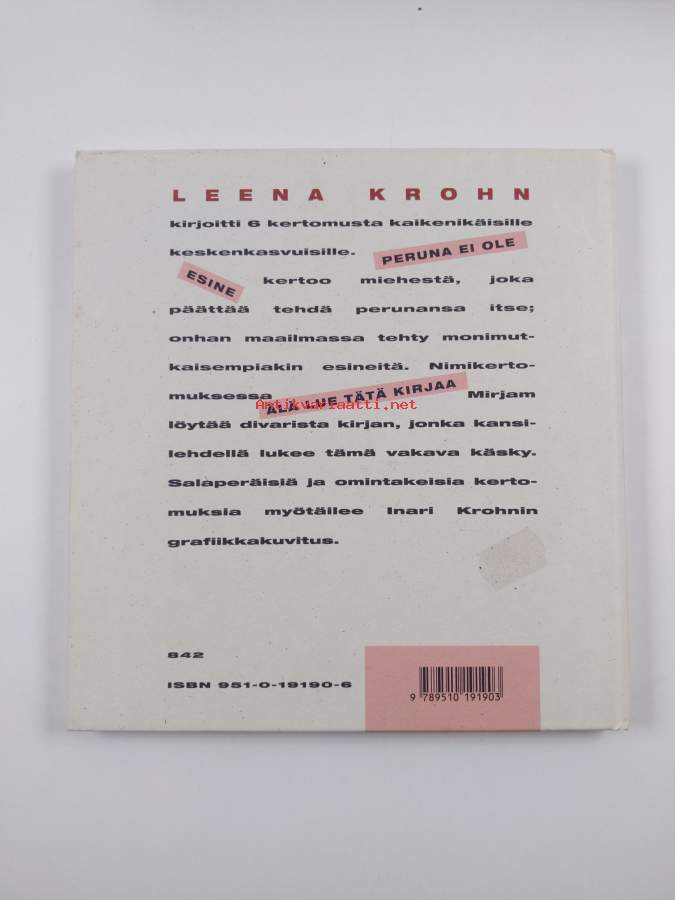 LEENA KROHN
kirjoitti 6 kertomusta kaikenikäisille
keskenkasvuisille. PERUNA EI OLE
ESINE kertoo miehestä, joka
päättää tehdä perunansa itse;
onhan maailmassa tehty monimut-
kaisempiakin esineitä. Nimikerto-
muksessa ÄLÄ LUE TÄTÄ KIRJAA Mirjam
Antikvariaatti.net
löytää divarista kirjan, jonka kansi-
lehdellä lukee tämä vakava käsky.
Salaperäisiä ja omintakeisia kerto-
muksia myötäilee Inari Krohnin
grafiikkakuvitus.
842
ISBN 951-0-19190-6
9 789510 191903